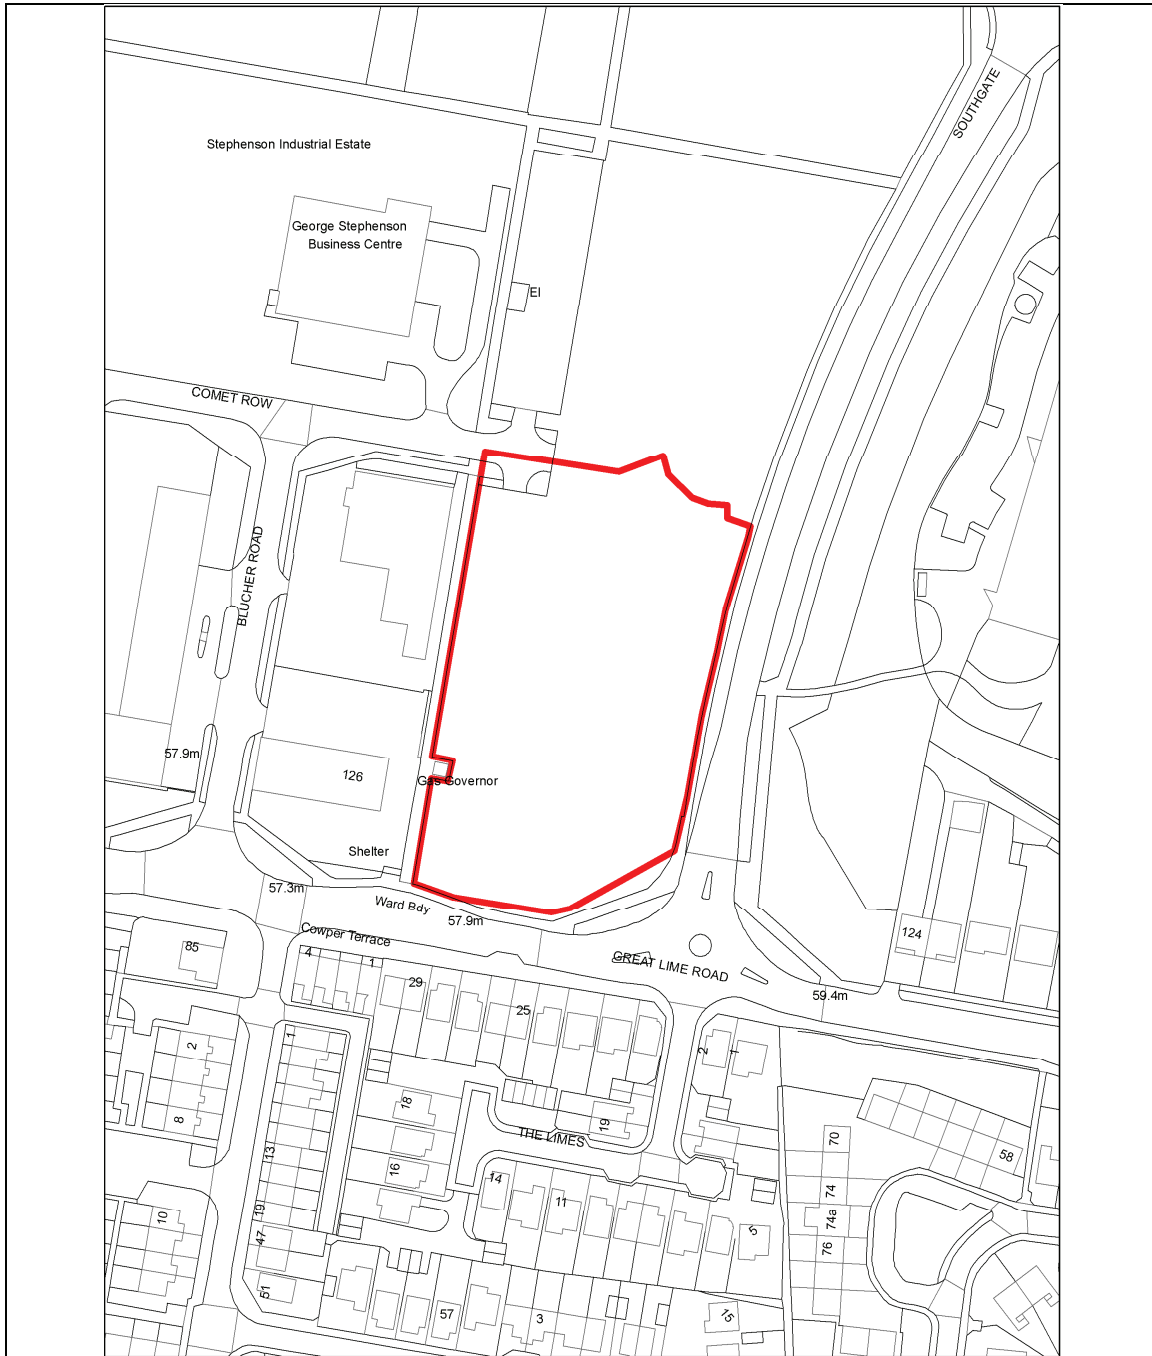 SOUTHGATE
Stephenson Industrial Estate
George Stephenson
Business Centre
El
COMET ROW
BLUCHER ROAD
57.9m
126
Gas Governor
Shelter
57.3m
Ward Bdy
57.9m
Cowper Terrace
GREAT LIME ROAD
124
59.4m
85
4
1
29
25
2
1
2
1
8
18
19
THE LIMES
13
16
14
11
70
58
74
74a
76
5
19
10
47
51
57
3
15